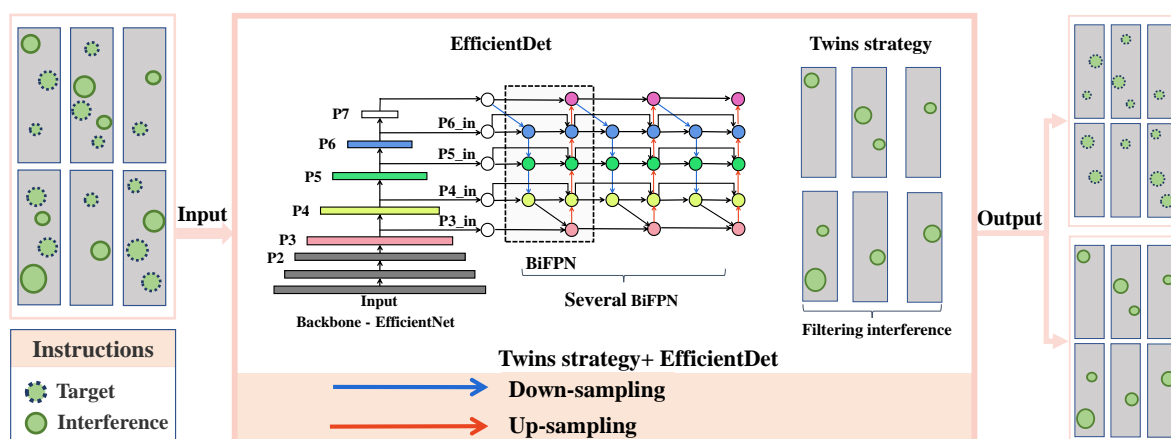 EfficientDet
Twins strategy
P7
P6_in
P6
P5_in
P5
P4_in
P4
P3_in
P3
P2
Input
Output
BiFPN
Several BiFPN
Input
Backbone - EfficientNet
Filtering interference
Twins strategy+ EfficientDet
Instructions
Target
Interference
Down-sampling
Up-sampling